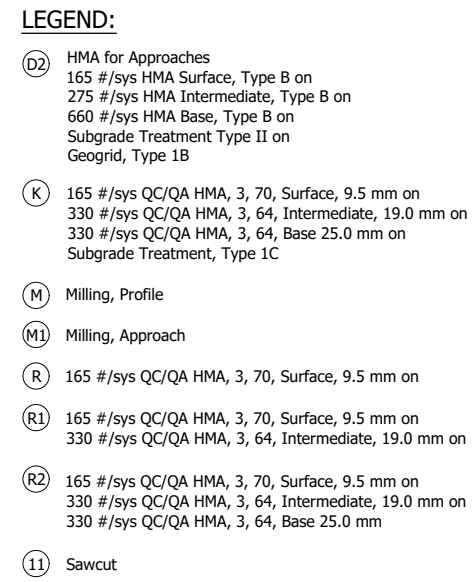 LEGEND:
D2 HMA for Approaches
165 #/sys HMA Surface, Type B on
275 #/sys HMA Intermediate, Type B on
660 #/sys HMA Base, Type B on
Subgrade Treatment Type II on
Geogrid, Type 1B
K 165 #/sys QC/QA HMA, 3, 70, Surface, 9.5 mm on
330 #/sys QC/QA HMA, 3, 64, Intermediate, 19.0 mm on
330 #/sys QC/QA HMA, 3, 64, Base 25.0 mm on
Subgrade Treatment, Type 1C
M Milling, Profile
M1 Milling, Approach
R 165 #/sys QC/QA HMA, 3, 70, Surface, 9.5 mm on
R1 165 #/sys QC/QA HMA, 3, 70, Surface, 9.5 mm on
330 #/sys QC/QA HMA, 3, 64, Intermediate, 19.0 mm on
R2 165 #/sys QC/QA HMA, 3, 70, Surface, 9.5 mm on
330 #/sys QC/QA HMA, 3, 64, Intermediate, 19.0 mm on
330 #/sys QC/QA HMA, 3, 64, Base 25.0 mm
11 Sawcut